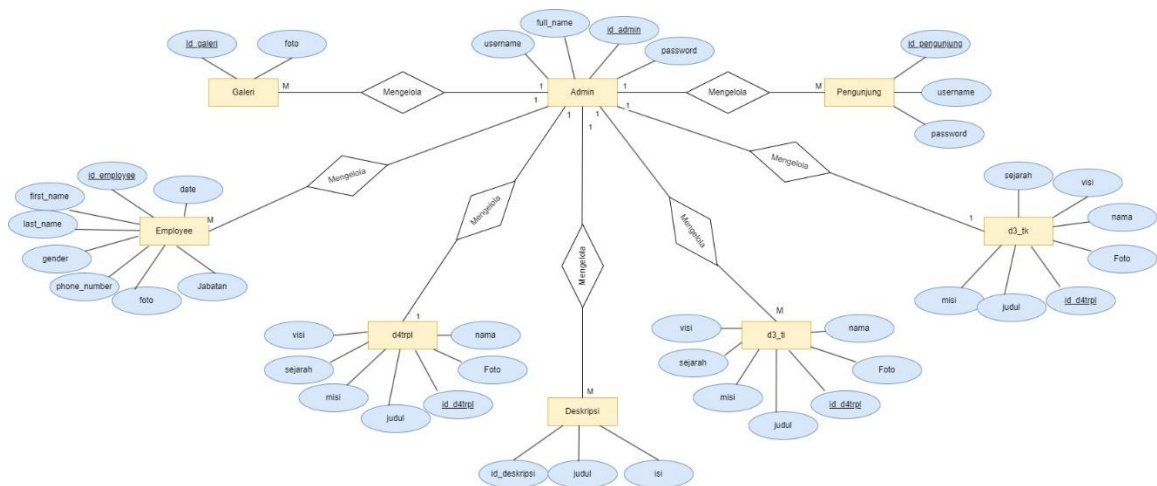 full_name
id_admin
username
password
Id_galeri
foto
Galeri
M
Mengelola
1
Admin
1
Mengelola
M
Pengunjung
id_pengunjung
username
password
1
1
1
1
1
Mengelola
Mengelola
Mengelola
Mengelola
Mengelola
id_employee
date
first_name
last_name
gender
phone_number
foto
Jabatan
M
Employee
sejarah
visi
nama
Foto
id_d4trpl
judul
misi
1
d3_tk
1
d4trpl
visi
nama
sejarah
Foto
misi
id_d4trpl
judul
M
d3_ti
visi
nama
sejarah
Foto
misi
id_d4trpl
judul
M
Deskripsi
id_deskripsi
judul
isi